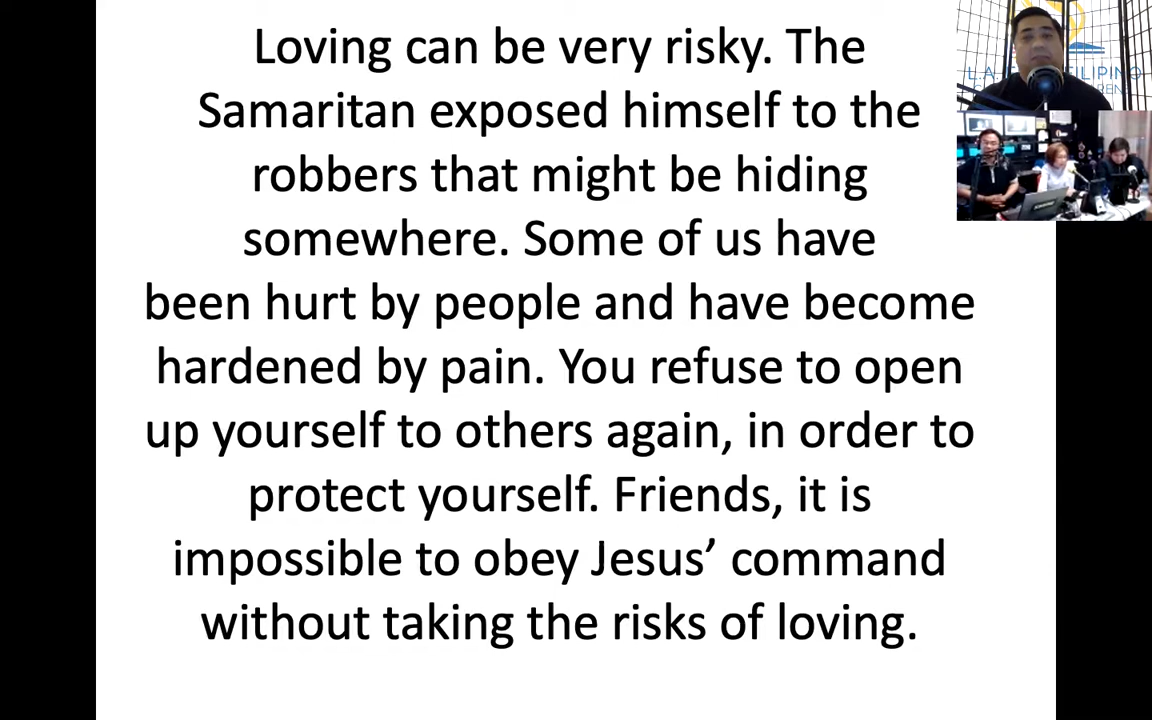 Loving can be very risky. The
Samaritan exposed himself to the
robbers that might be hiding
somewhere. Some of us have
been hurt by people and have become
hardened by pain. You refuse to open
up yourself to others again, in order to
protect yourself. Friends, it is
impossible to obey Jesus’ command
without taking the risks of loving.
L.A.